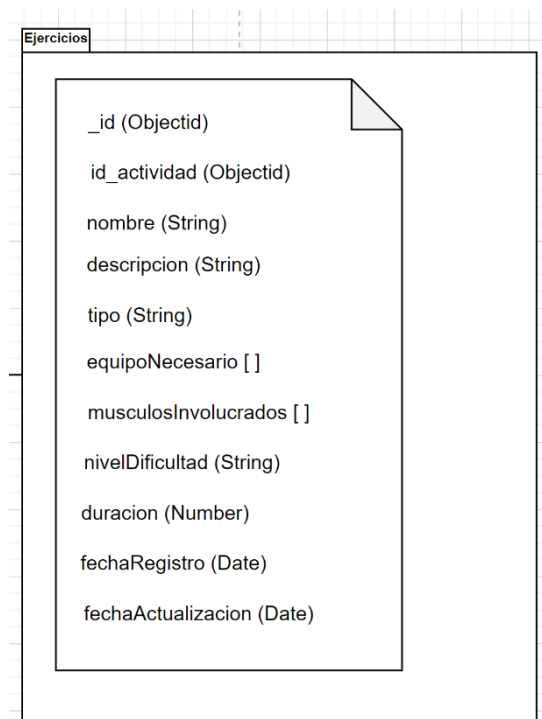 Ejercicios
_id (Objectid)
id_actividad (Objectid)
nombre (String)
descripcion (String)
tipo (String)
equipoNecesario [ ]
musculosInvolucrados [ ]
nivelDificultad (String)
duracion (Number)
fechaRegistro (Date)
fechaActualizacion (Date)